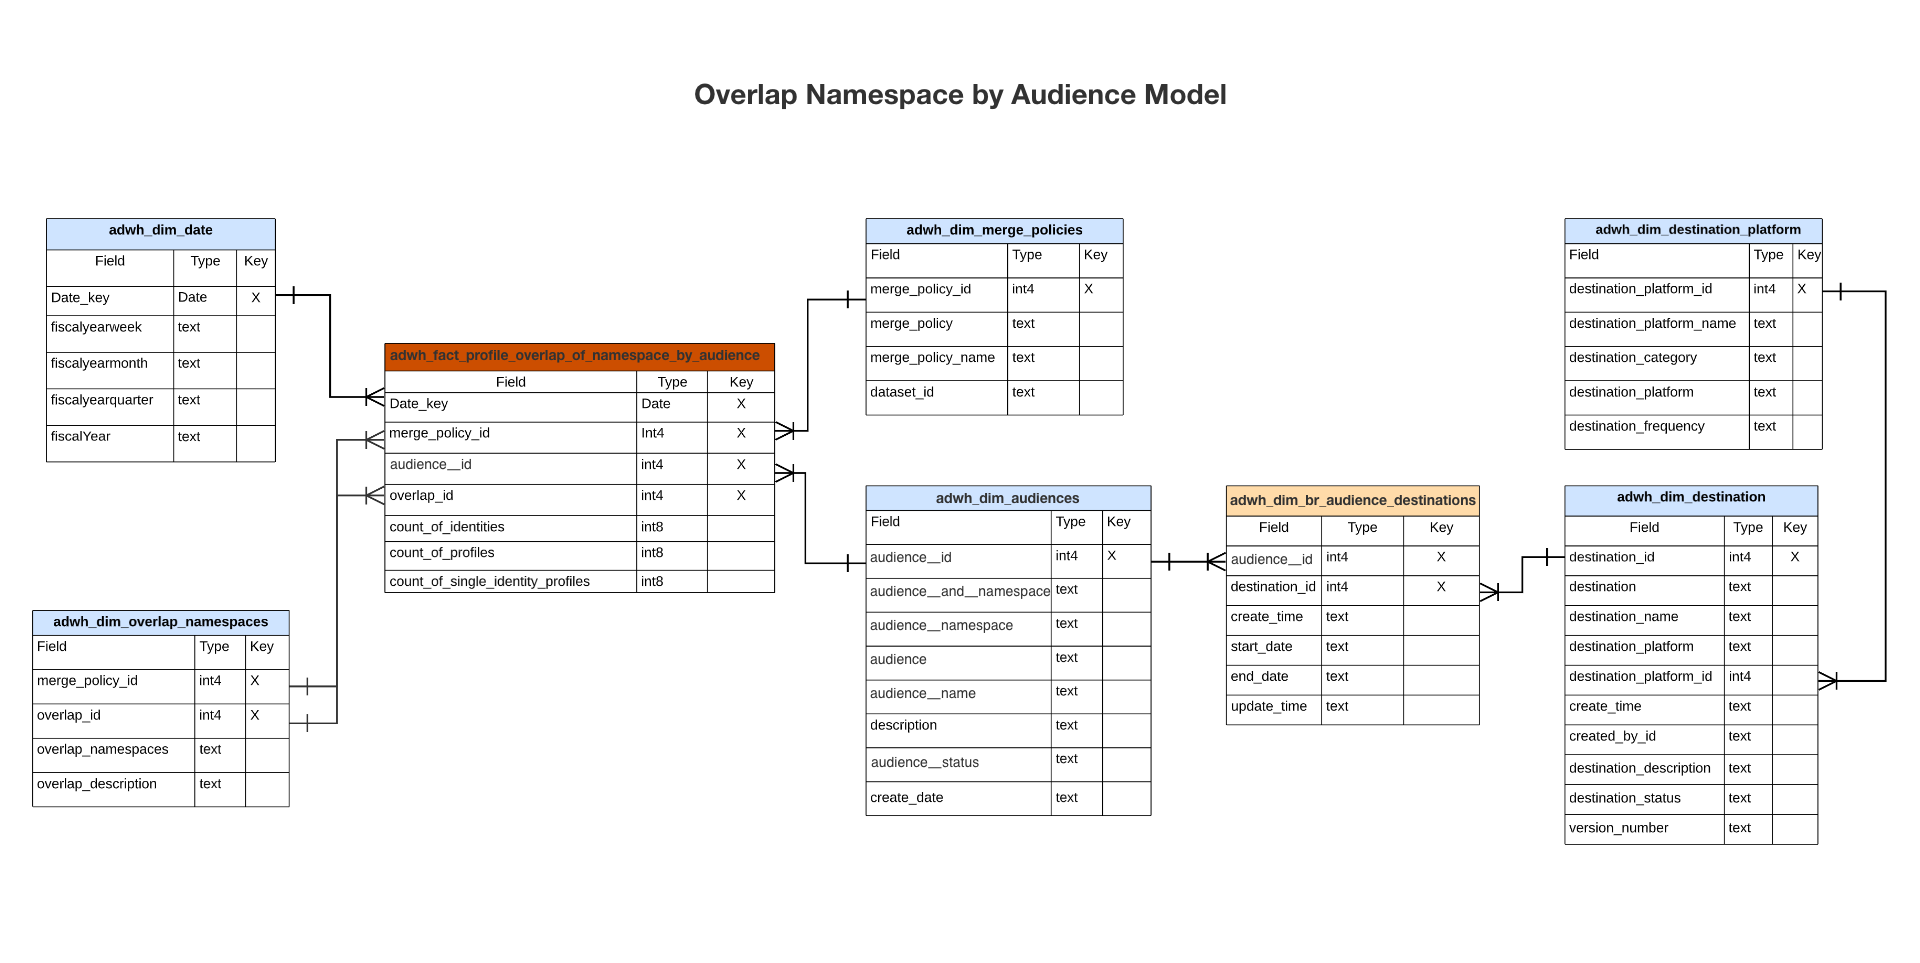 Overlap Namespace by Audience Model
adwh_dim_date
Field Type Key
Date_key Date X
fiscalyearweek text
fiscalyearmonth text
fiscalyearquarter text
fiscalYear text
adwh_fact_profile_overlap_of_namespace_by_audience
Field Type Key
Date_key Date X
merge_policy_id Int4 X
audience__id int4 X
overlap_id int4 X
count_of_identities int8
count_of_profiles int8
count_of_single_identity_profiles int8
adwh_dim_overlap_namespaces
Field Type Key
merge_policy_id int4 X
overlap_id int4 X
overlap_namespaces text
overlap_description text
adwh_dim_merge_policies
Field Type Key
merge_policy_id int4 X
merge_policy text
merge_policy_name text
dataset_id text
adwh_dim_audiences
Field Type Key
audience__id int4 X
audience__and__namespace text
audience__namespace text
audience text
audience__name text
description text
audience__status text
create_date text
adwh_dim_br_audience_destinations
Field Type Key
audience__id int4 X
destination_id int4 X
create_time text
start_date text
end_date text
update_time text
adwh_dim_destination_platform
Field Type Key
destination_platform_id int4 X
destination_platform_name text
destination_category text
destination_platform text
destination_frequency text
adwh_dim_destination
Field Type Key
destination_id int4 X
destination text
destination_name text
destination_platform text
destination_platform_id int4
create_time text
created_by_id text
destination_description text
destination_status text
version_number text